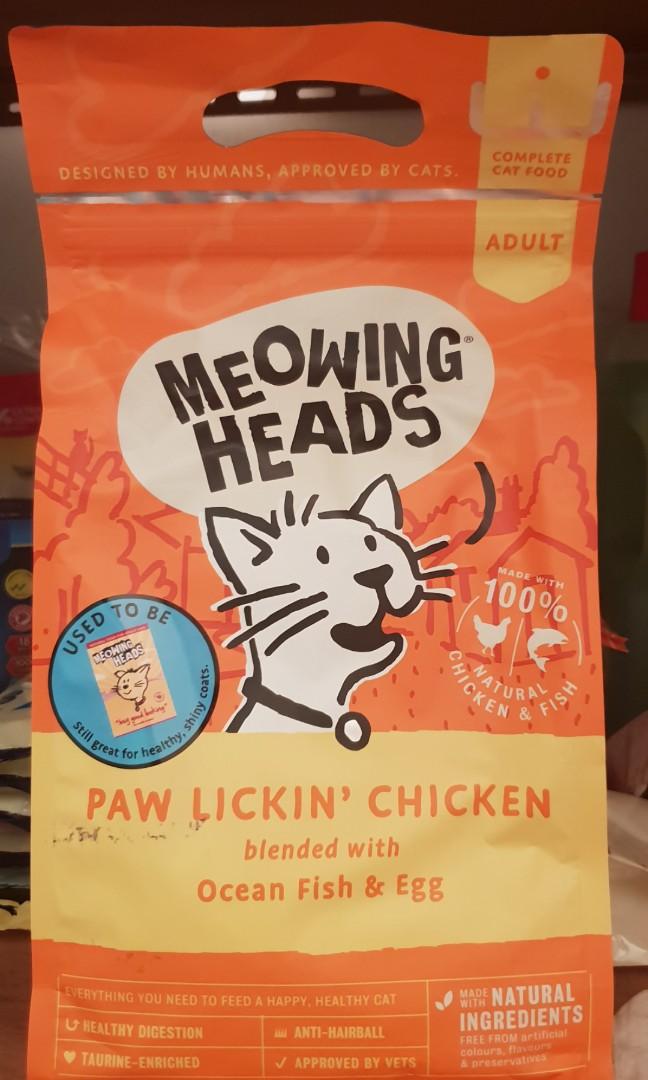 DESIGNED BY HUMANS, APPROVED BY CATS.
COMPLETE
CAT FOOD
ADULT
MEOWING®
HEADS
MADE WITH
100%
NATURAL
CHICKEN & FISH
USED TO BE
MEOWING
HEADS
Still great for healthy, shiny coats.
PAW LICKIN' CHICKEN
blended with
Ocean Fish & Egg
EVERYTHING YOU NEED TO FEED A HAPPY, HEALTHY CAT
HEALTHY DIGESTION
ANTI-HAIRBALL
TAURINE-ENRICHED
APPROVED BY VETS
MADE
WITH NATURAL
INGREDIENTS
FREE FROM artificial
colours, flavours
& preservatives